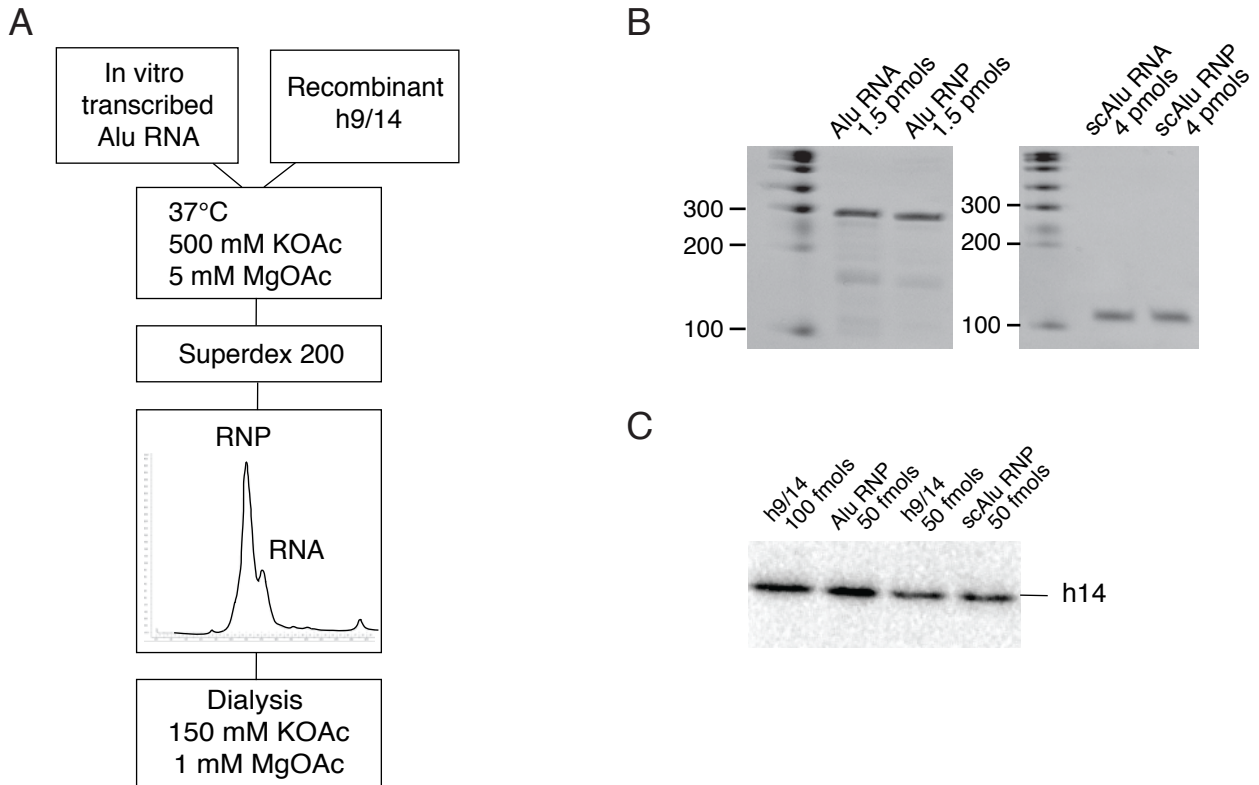 A
In vitro
transcribed
Alu RNA
Recombinant
h9/14
37°C
500 mM KOAc
5 mM MgOAc
Superdex 200
RNP
RNA
Dialysis
150 mM KOAc
1 mM MgOAc
B
Alu RNA
1.5 pmols
Alu RNP
1.5 pmols
300
200
100
scAlu RNA
4 pmols
scAlu RNP
4 pmols
300
200
100
C
h9/14
100 fmols
Alu RNP
50 fmols
h9/14
50 fmols
scAlu RNP
50 fmols
h14